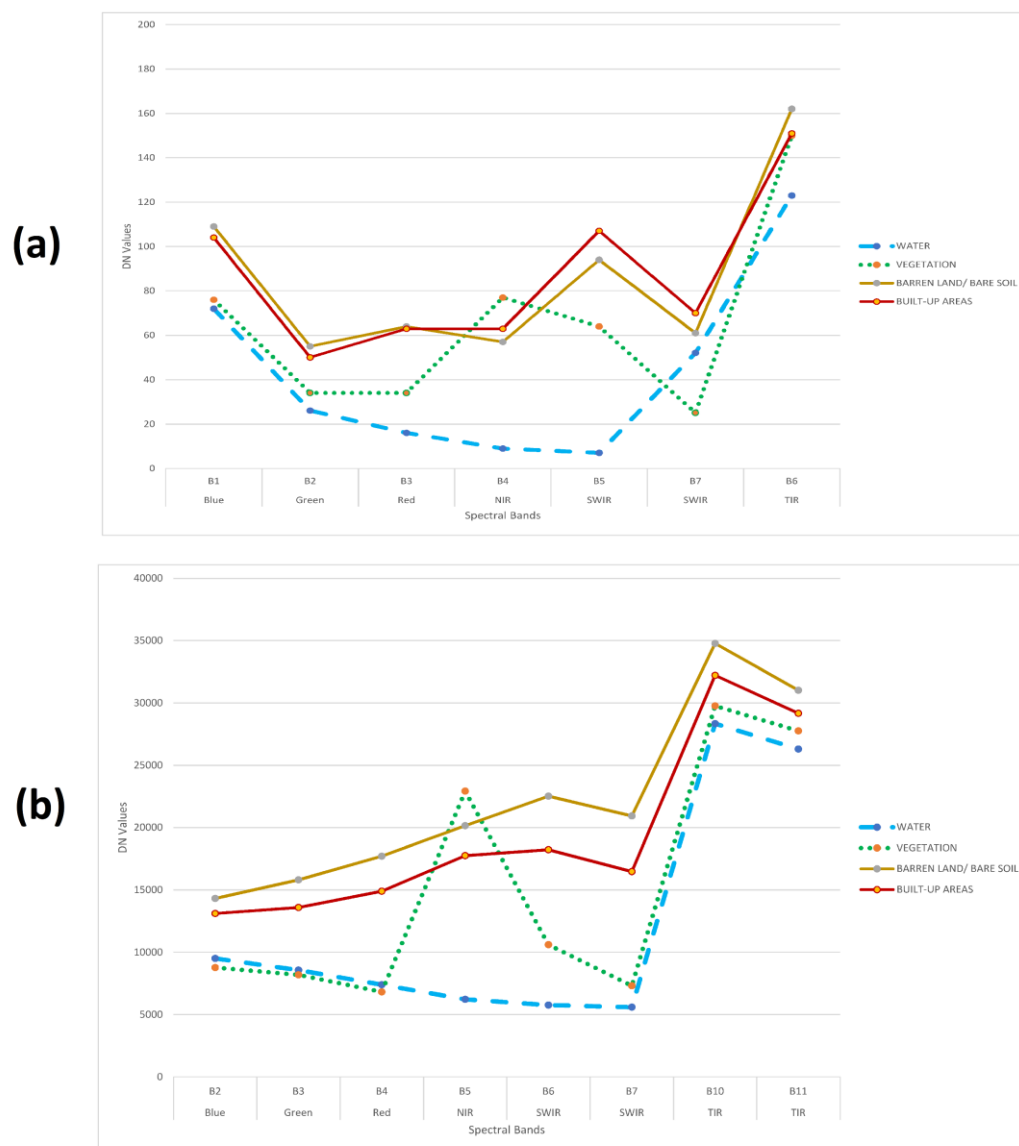 (a)
200
180
160
140
120
100
80
60
40
20
0
DN Values
B1 B2 B3 B4 B5 B7 B6
Blue Green Red NIR SWIR SWIR TIR
Spectral Bands
WATER
VEGETATION
BARREN LAND/ BARE SOIL
BUILT-UP AREAS
(b)
40000
35000
30000
25000
20000
15000
10000
5000
0
DN Values
B2 B3 B4 B5 B6 B7 B10 B11
Blue Green Red NIR SWIR SWIR TIR TIR
Spectral Bands
WATER
VEGETATION
BARREN LAND/ BARE SOIL
BUILT-UP AREAS